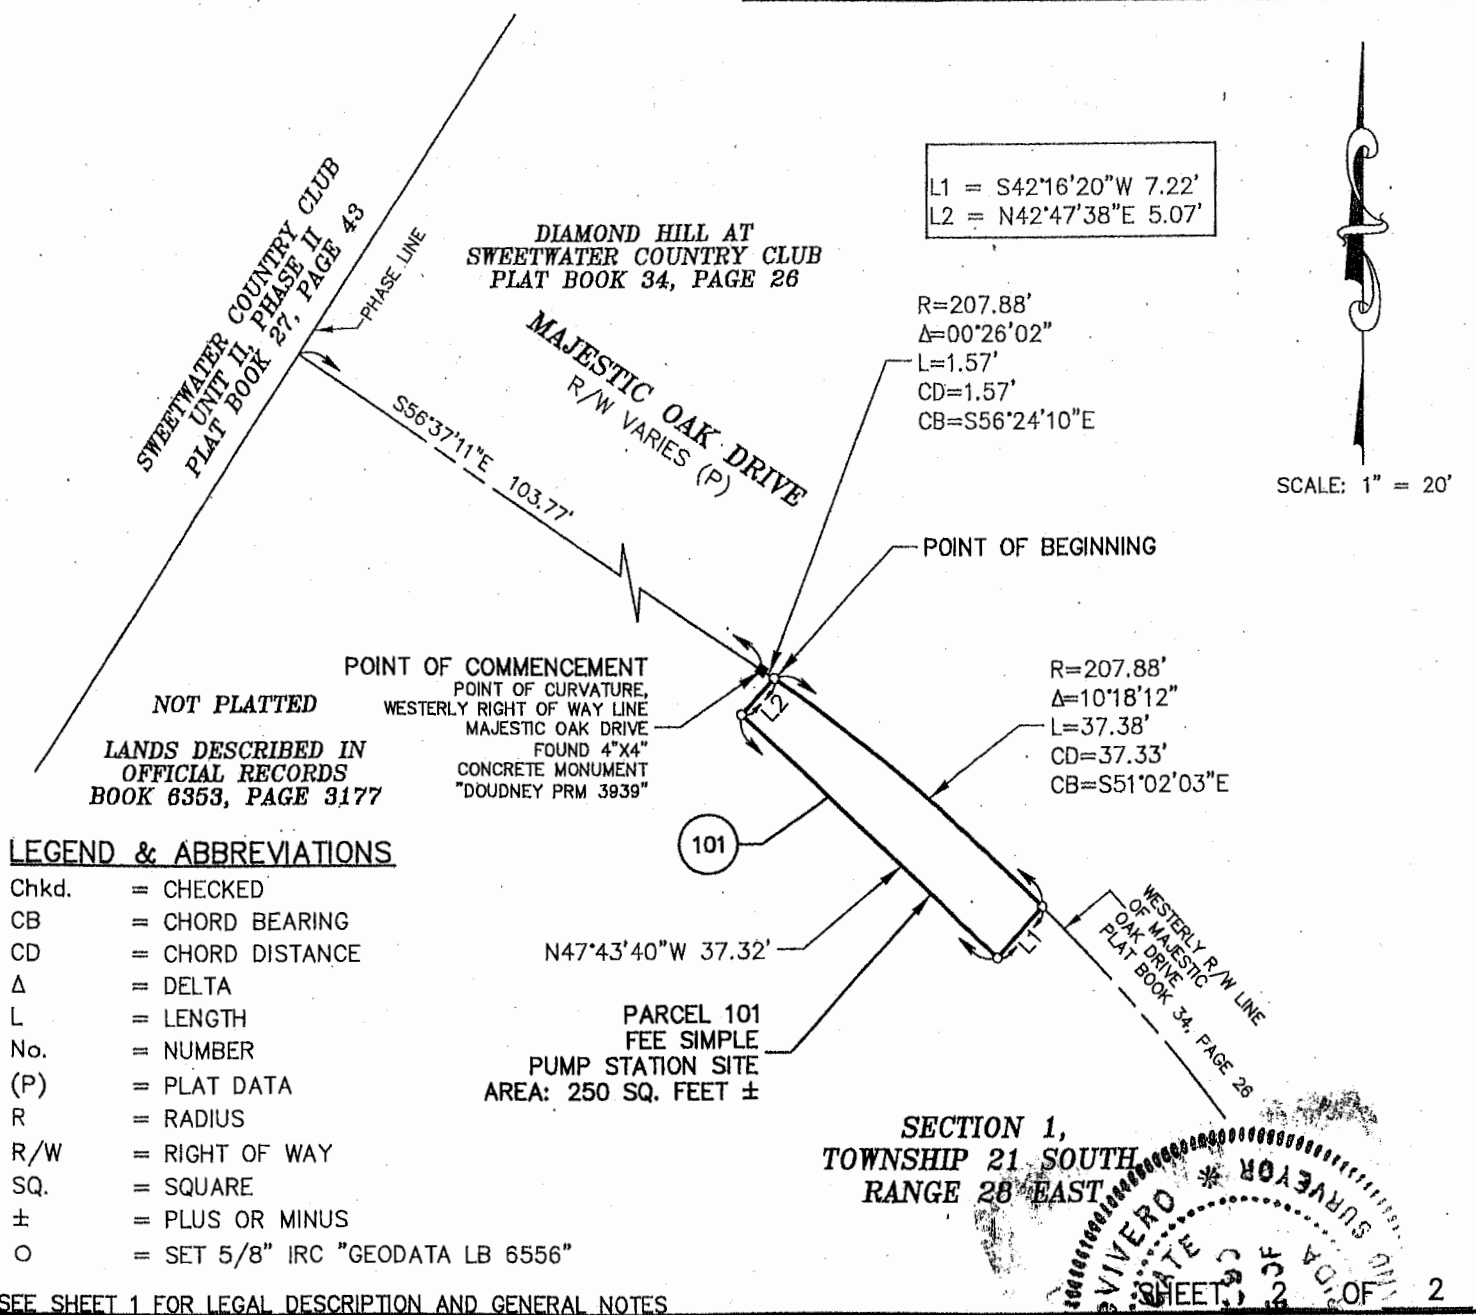 SWEETWATER COUNTRY CLUB
UNIT II, PHASE II
PLAT BOOK 27, PAGE 43
PHASE LINE
DIAMOND HILL AT
SWEETWATER COUNTRY CLUB
PLAT BOOK 34, PAGE 26
L1 = S42°16'20"W 7.22'
L2 = N42°47'38"E 5.07'
MAJESTIC OAK DRIVE
R/W VARIES (P)
R=207.88'
Δ=00°26'02"
L=1.57'
CD=1.57'
CB=S56°24'10"E
SCALE: 1" = 20'
S56°37'11"E 103.77'
POINT OF BEGINNING
POINT OF COMMENCEMENT
POINT OF CURVATURE,
WESTERLY RIGHT OF WAY LINE
MAJESTIC OAK DRIVE
FOUND 4"X4"
CONCRETE MONUMENT
"DOUDNEY PRM 3939"
L2
R=207.88'
Δ=10°18'12"
L=37.38'
CD=37.33'
CB=S51°02'03"E
NOT PLATTED
LANDS DESCRIBED IN
OFFICIAL RECORDS
BOOK 6353, PAGE 3177
101
L1
N47°43'40"W 37.32'
WESTERLY R/W LINE
OF MAJESTIC
OAK DRIVE
PLAT BOOK 34, PAGE 26
PARCEL 101
FEE SIMPLE
PUMP STATION SITE
AREA: 250 SQ. FEET ±
SECTION 1,
TOWNSHIP 21 SOUTH
RANGE 28 EAST
LEGEND & ABBREVIATIONS
Chkd. = CHECKED
CB = CHORD BEARING
CD = CHORD DISTANCE
Δ = DELTA
L = LENGTH
No. = NUMBER
(P) = PLAT DATA
R = RADIUS
R/W = RIGHT OF WAY
SQ. = SQUARE
± = PLUS OR MINUS
O = SET 5/8" IRC "GEODATA LB 6556"
SURVEYOR
SEE SHEET 1 FOR LEGAL DESCRIPTION AND GENERAL NOTES
SHEET 2 OF 2